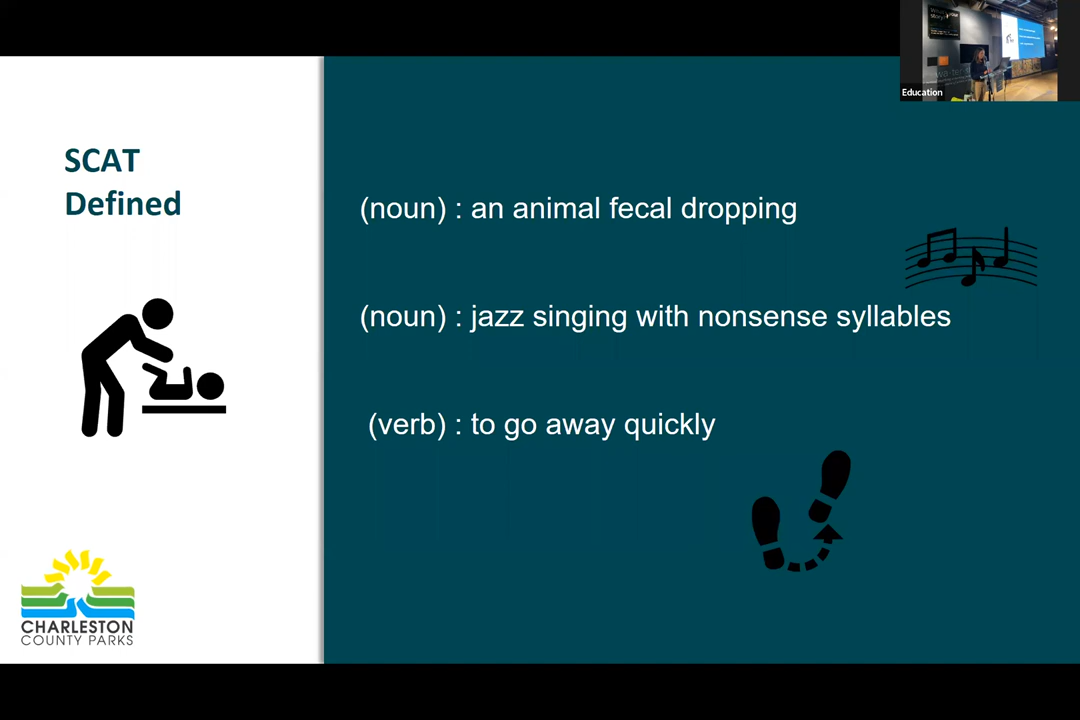 Education
SCAT
Defined
(noun) : an animal fecal dropping
(noun) : jazz singing with nonsense syllables
(verb) : to go away quickly
CHARLESTON
COUNTY PARKS